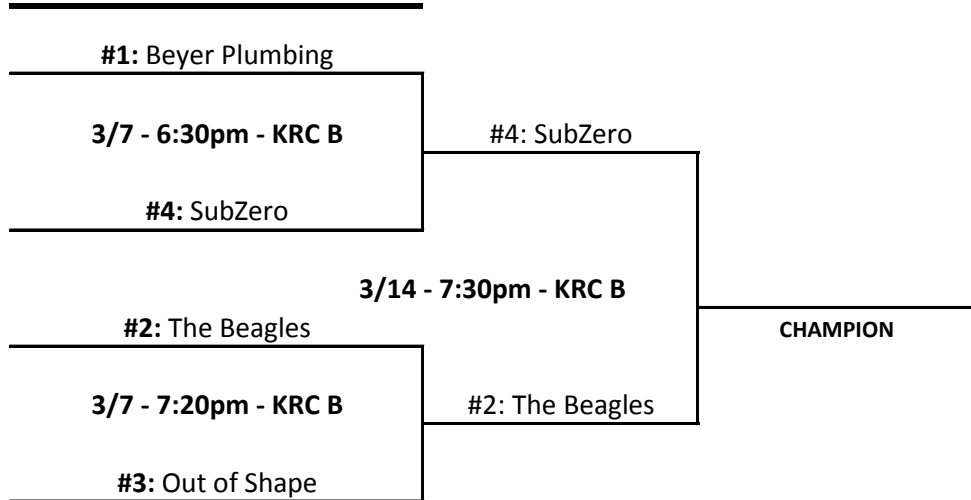 #1: Beyer Plumbing
3/7 - 6:30pm - KRC B
#4: SubZero
#4: SubZero
3/14 - 7:30pm - KRC B
#2: The Beagles
CHAMPION
3/7 - 7:20pm - KRC B
#2: The Beagles
#3: Out of Shape